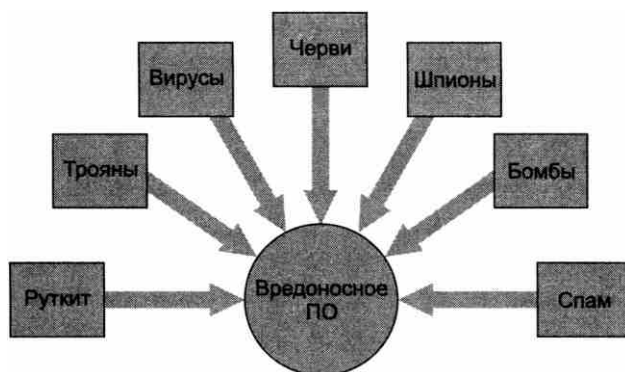 Черви
Вирусы
Шпионы
Трояны
Бомбы
Руткит
Вредоносное
ПО
Спам